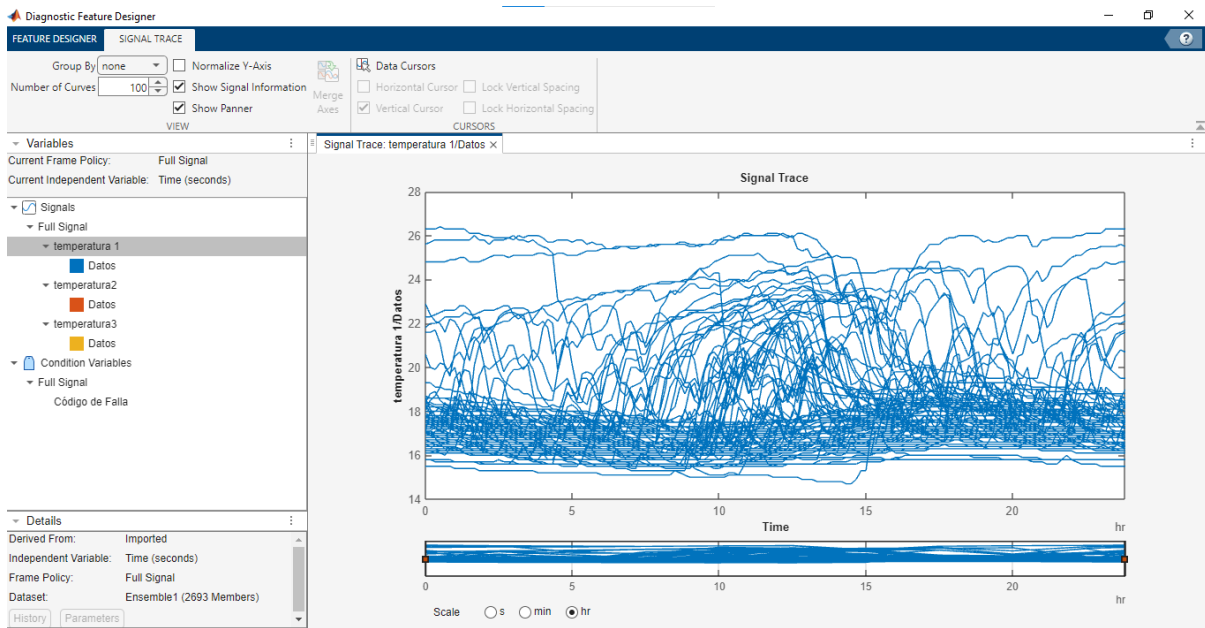 Diagnostic Feature Designer
FEATURE DESIGNER SIGNAL TRACE
Group By none Normalize Y-Axis
Number of Curves 100 Show Signal Information
Show Panner
VIEW
Merge
Axes
Data Cursors
Horizontal Cursor Lock Vertical Spacing
Vertical Cursor Lock Horizontal Spacing
CURSORS
Variables
Current Frame Policy: Full Signal
Current Independent Variable: Time (seconds)
Signals
Full Signal
temperatura 1
Datos
temperatura2
Datos
temperatura3
Datos
Condition Variables
Full Signal
Código de Falla
Details
Derived From: Imported
Independent Variable: Time (seconds)
Frame Policy: Full Signal
Dataset: Ensemble1 (2693 Members)
History Parameters
Signal Trace: temperatura 1/Datos
Signal Trace
temperatura 1/Datos
28
26
24
22
20
18
16
14
0 5 10 15 20 hr
Time
0 5 10 15 20
hr
Scale s min hr